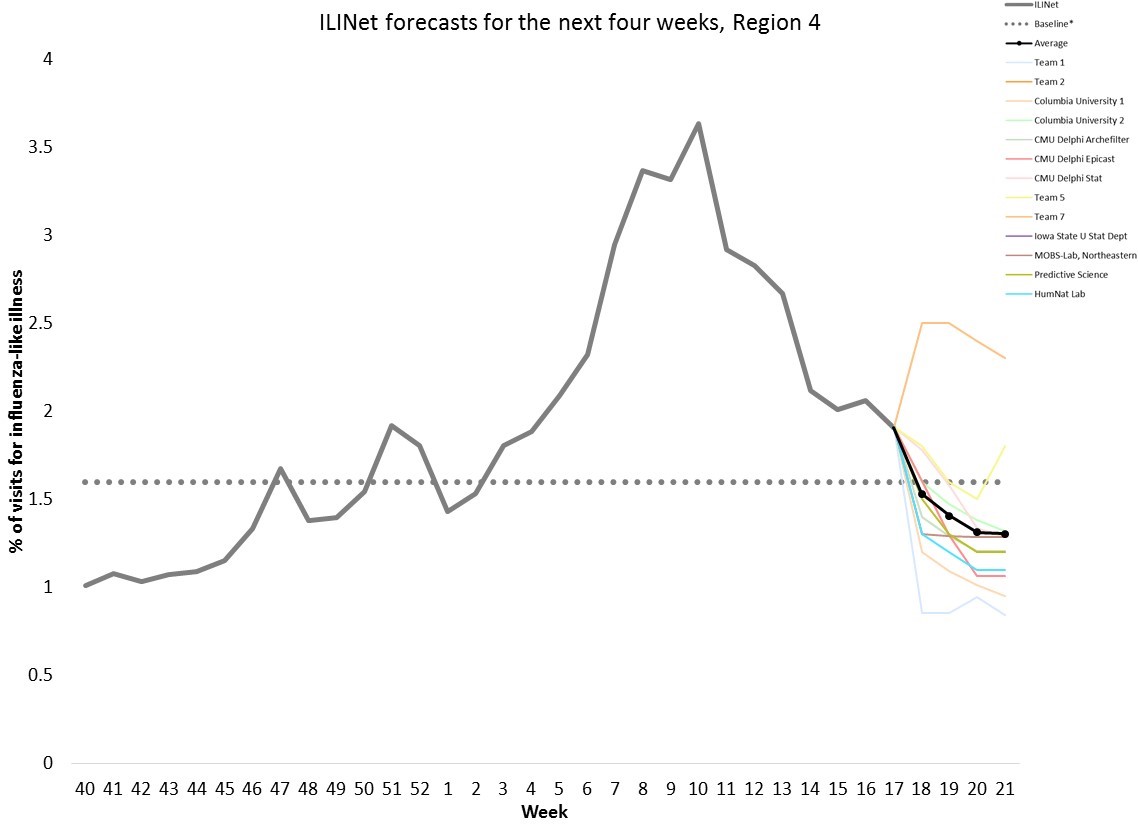 ILINet forecasts for the next four weeks, Region 4
ILINet
Baseline*
Average
Team 1
Team 2
Columbia University 1
Columbia University 2
CMU Delphi Archefilter
CMU Delphi Epicast
CMU Delphi Stat
Team 5
Team 7
Iowa State U Stat Dept
MOBS-Lab, Northeastern
Predictive Science
HumNat Lab
% of visits for influenza-like illness
4
3.5
3
2.5
2
1.5
1
0.5
0
40 41 42 43 44 45 46 47 48 49 50 51 52 1 2 3 4 5 6 7 8 9 10 11 12 13 14 15 16 17 18 19 20 21
Week